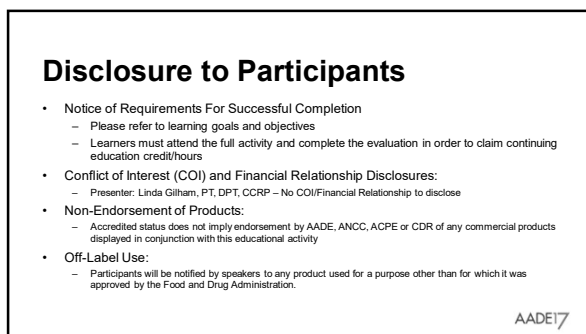 Disclosure to Participants
• Notice of Requirements For Successful Completion
– Please refer to learning goals and objectives
– Learners must attend the full activity and complete the evaluation in order to claim continuing
education credit/hours
• Conflict of Interest (COI) and Financial Relationship Disclosures:
– Presenter: Linda Gilham, PT, DPT, CCRP – No COI/Financial Relationship to disclose
• Non-Endorsement of Products:
– Accredited status does not imply endorsement by AADE, ANCC, ACPE or CDR of any commercial products
displayed in conjunction with this educational activity
• Off-Label Use:
– Participants will be notified by speakers to any product used for a purpose other than for which it was
approved by the Food and Drug Administration.
AADE17